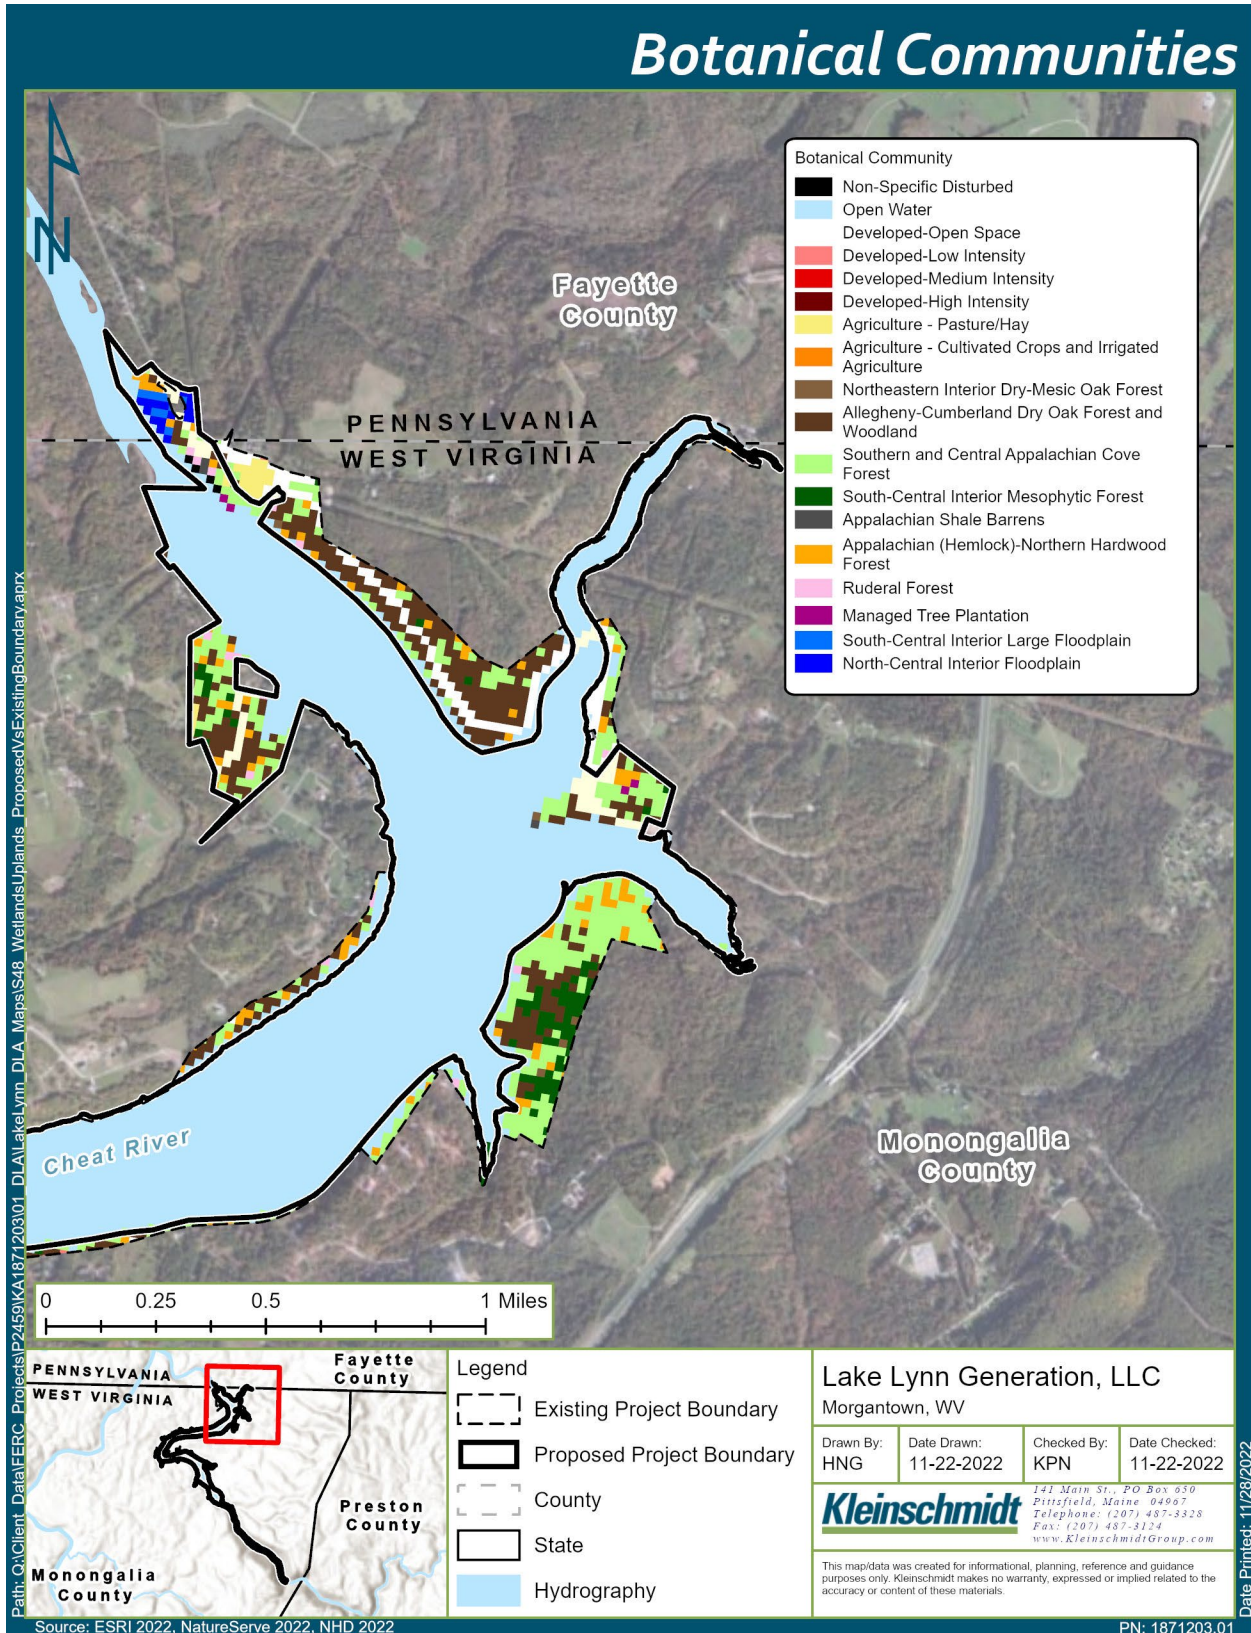 Botanical Communities
N
Fayette
County
PENNSYLVANIA
WEST VIRGINIA
Cheat River
Monongalia
County
Botanical Community
Non-Specific Disturbed
Open Water
Developed-Open Space
Developed-Low Intensity
Developed-Medium Intensity
Developed-High Intensity
Agriculture - Pasture/Hay
Agriculture - Cultivated Crops and Irrigated
Agriculture
Northeastern Interior Dry-Mesic Oak Forest
Allegheny-Cumberland Dry Oak Forest and
Woodland
Southern and Central Appalachian Cove
Forest
South-Central Interior Mesophytic Forest
Appalachian Shale Barrens
Appalachian (Hemlock)-Northern Hardwood
Forest
Ruderal Forest
Managed Tree Plantation
South-Central Interior Large Floodplain
North-Central Interior Floodplain
0 0.25 0.5 1 Miles
PENNSYLVANIA
WEST VIRGINIA
Fayette
County
Preston
County
Monongalia
County
Legend
Existing Project Boundary
Proposed Project Boundary
County
State
Hydrography
Lake Lynn Generation, LLC
Morgantown, WV
Drawn By:
HNG
Date Drawn:
11-22-2022
Checked By:
KPN
Date Checked:
11-22-2022
Kleinschmidt
141 Main St., PO Box 650
Pittsfield, Maine 04967
Telephone: (207) 487-3328
Fax: (207) 487-3124
www.KleinschmidtGroup.com
This map/data was created for informational, planning, reference and guidance
purposes only. Kleinschmidt makes no warranty, expressed or implied related to the
accuracy or content of these materials.
Path: Q:\Client_Data\FERC_Projects\P2459\KA1871203\01_DLA\LakeLynn_DLA_Maps\S48_WetlandsUplands_ProposedVsExistingBoundary.aprx
Date Printed: 11/28/2022
Source: ESRI 2022, NatureServe 2022, NHD 2022
PN: 1871203.01